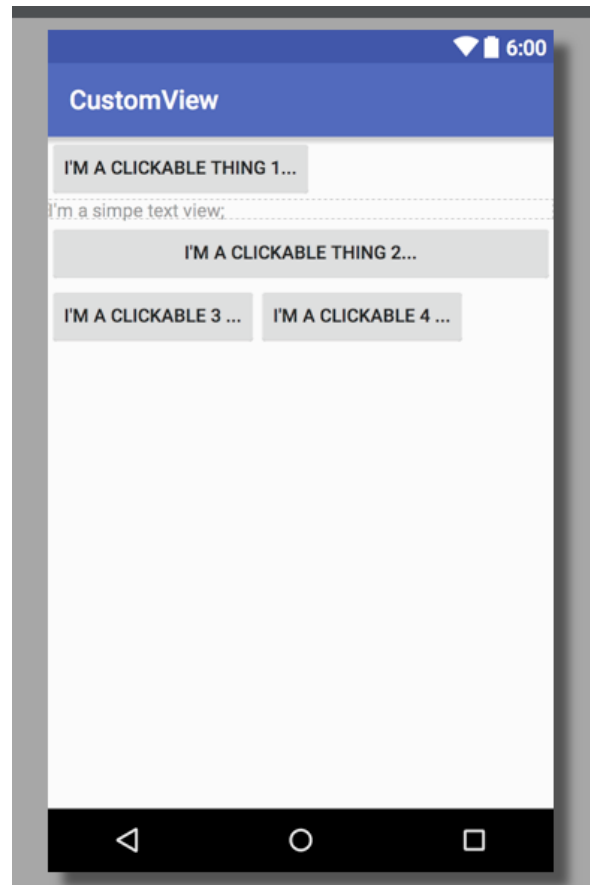 6:00
CustomView
I'M A CLICKABLE THING 1...
I'm a simpe text view;
I'M A CLICKABLE THING 2...
I'M A CLICKABLE 3 ... I'M A CLICKABLE 4 ...